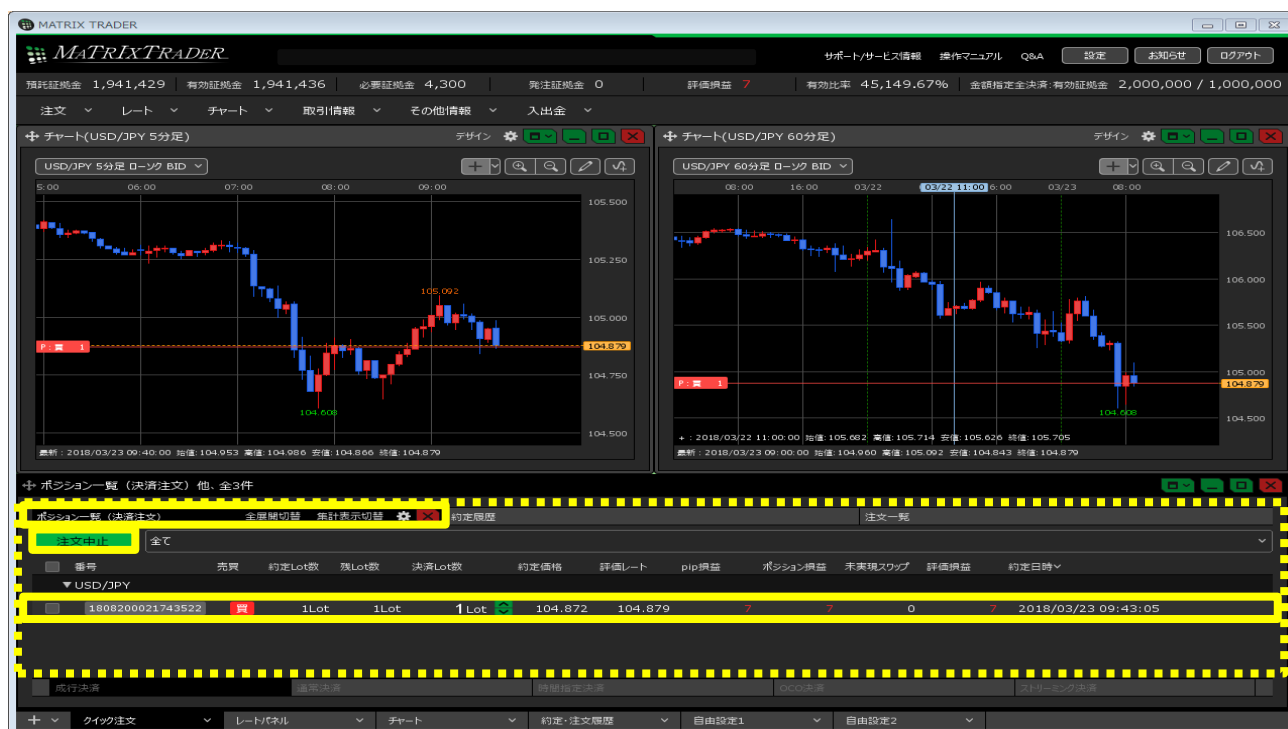 MATRIX TRADER
MATRIXTRADER サポート/サービス情報 操作マニュアル Q&A 設定 お知らせ ログアウト
預託証拠金 1,941,429 有効証拠金 1,941,436 必要証拠金 4,300 発注証拠金 0 評価損益 7 有効比率 45,149.67% 金額指定全決済:有効証拠金 2,000,000 / 1,000,000
注文 レート チャート 取引情報 その他情報 入出金
チャート(USD/JPY 5分足) デザイン
USD/JPY 5分足 ローソク BID
5:00 06:00 07:00 08:00 09:00
105.500
105.250
105.092
105.000
P:買 1 104.879
104.750
104.608
104.500
最新:2018/03/23 09:40:00 始値:104.953 高値:104.986 安値:104.866 終値:104.879
チャート(USD/JPY 60分足) デザイン
USD/JPY 60分足 ローソク BID
08:00 16:00 03/22 03/22 11:00 6:00 03/23 08:00
106.500
106.000
105.500
105.000
P:買 1 104.879
104.608
104.500
+:2018/03/22 11:00:00 始値:105.682 高値:105.714 安値:105.626 終値:105.705
最新:2018/03/23 09:00:00 始値:104.960 高値:105.092 安値:104.843 終値:104.879
ポジション一覧(決済注文)他、全3件
ポジション一覧(決済注文) 全展開切替 集計表示切替 約定履歴 注文一覧
注文中止 全て
番号 売買 約定Lot数 残Lot数 決済Lot数 約定価格 評価レート pip損益 ポジション損益 未実現スワップ 評価損益 約定日時
▼USD/JPY
1808200021743522 買 1Lot 1Lot 1 Lot 104.872 104.879 7 7 0 7 2018/03/23 09:43:05
成行決済 通常決済 時間指定決済 OCO決済 ストリーミング決済
+ クイック注文 レートパネル チャート 約定・注文履歴 自由設定1 自由設定2